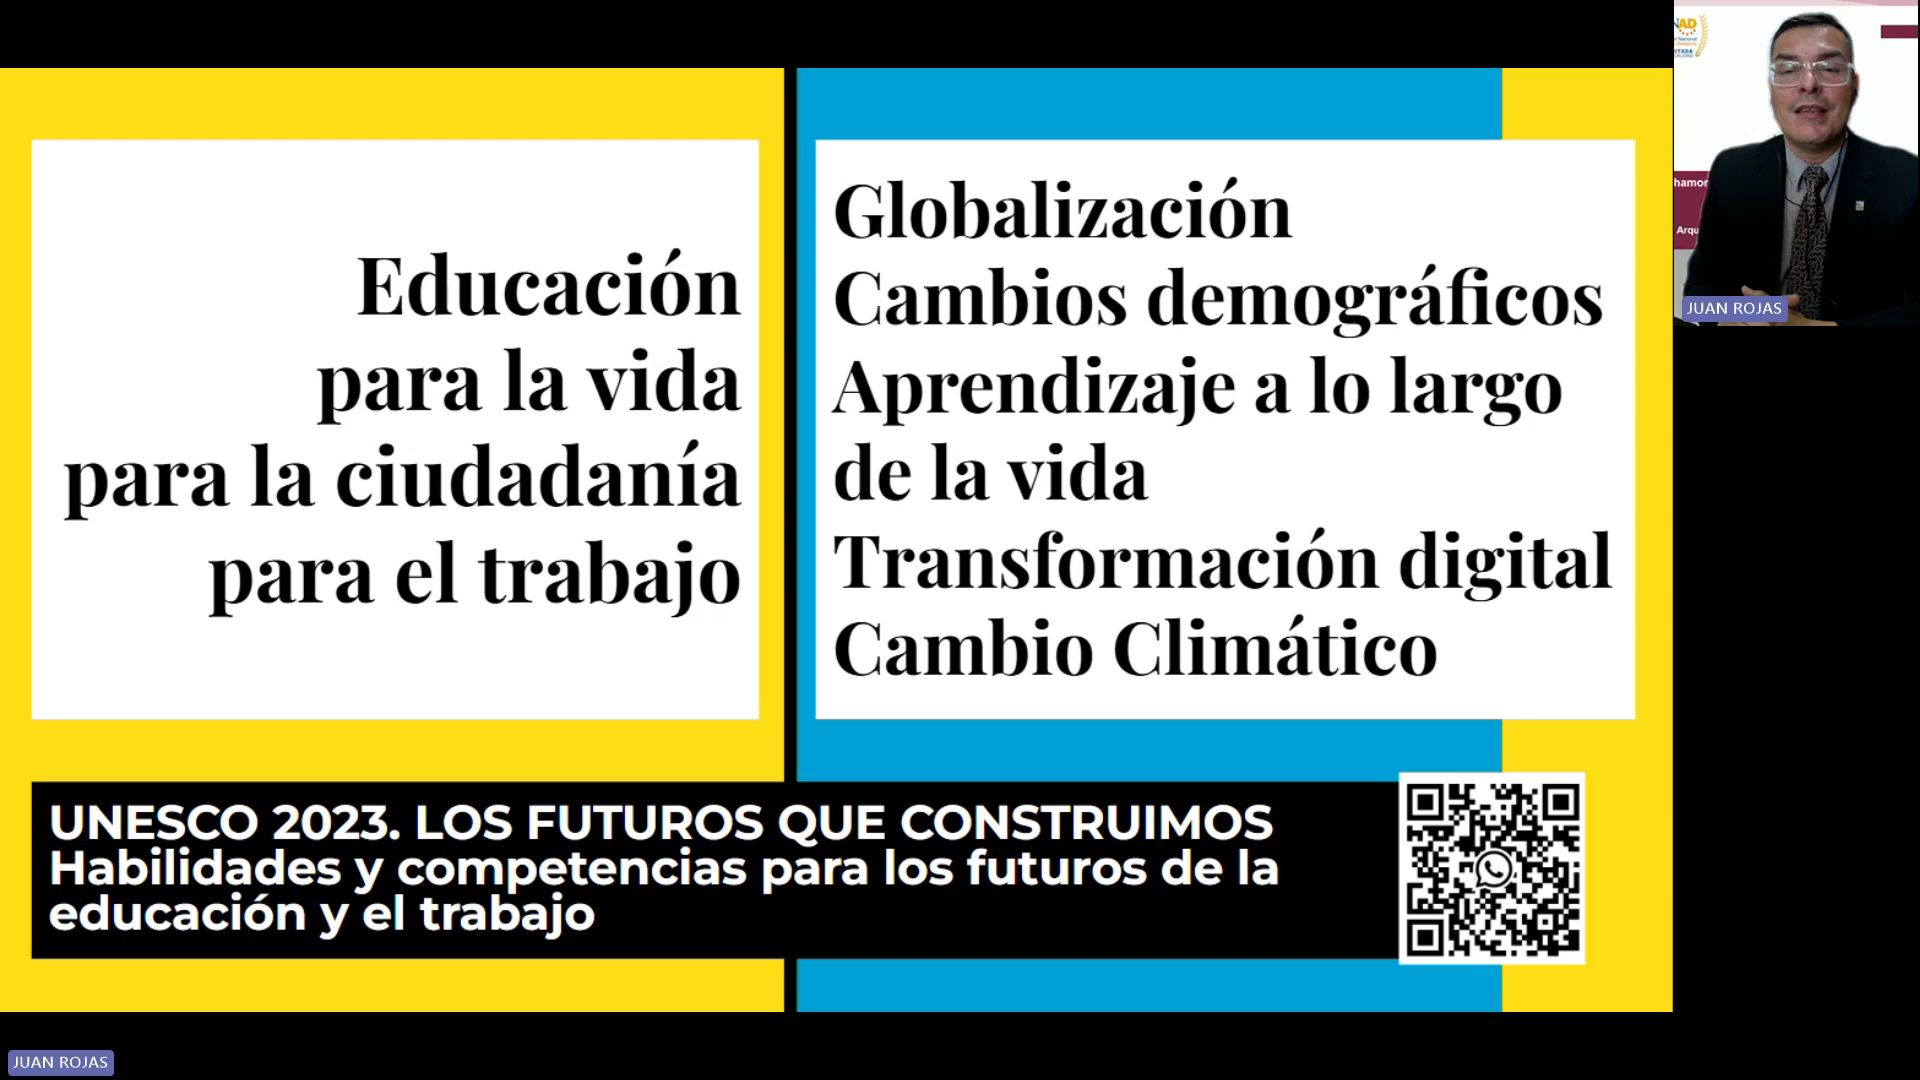 Educación
para la vida
para la ciudadanía
para el trabajo
Globalización
Cambios demográficos
Aprendizaje a lo largo
de la vida
Transformación digital
Cambio Climático
UNESCO 2023. LOS FUTUROS QUE CONSTRUIMOS
Habilidades y competencias para los futuros de la
educación y el trabajo
JUAN ROJAS
JUAN ROJAS